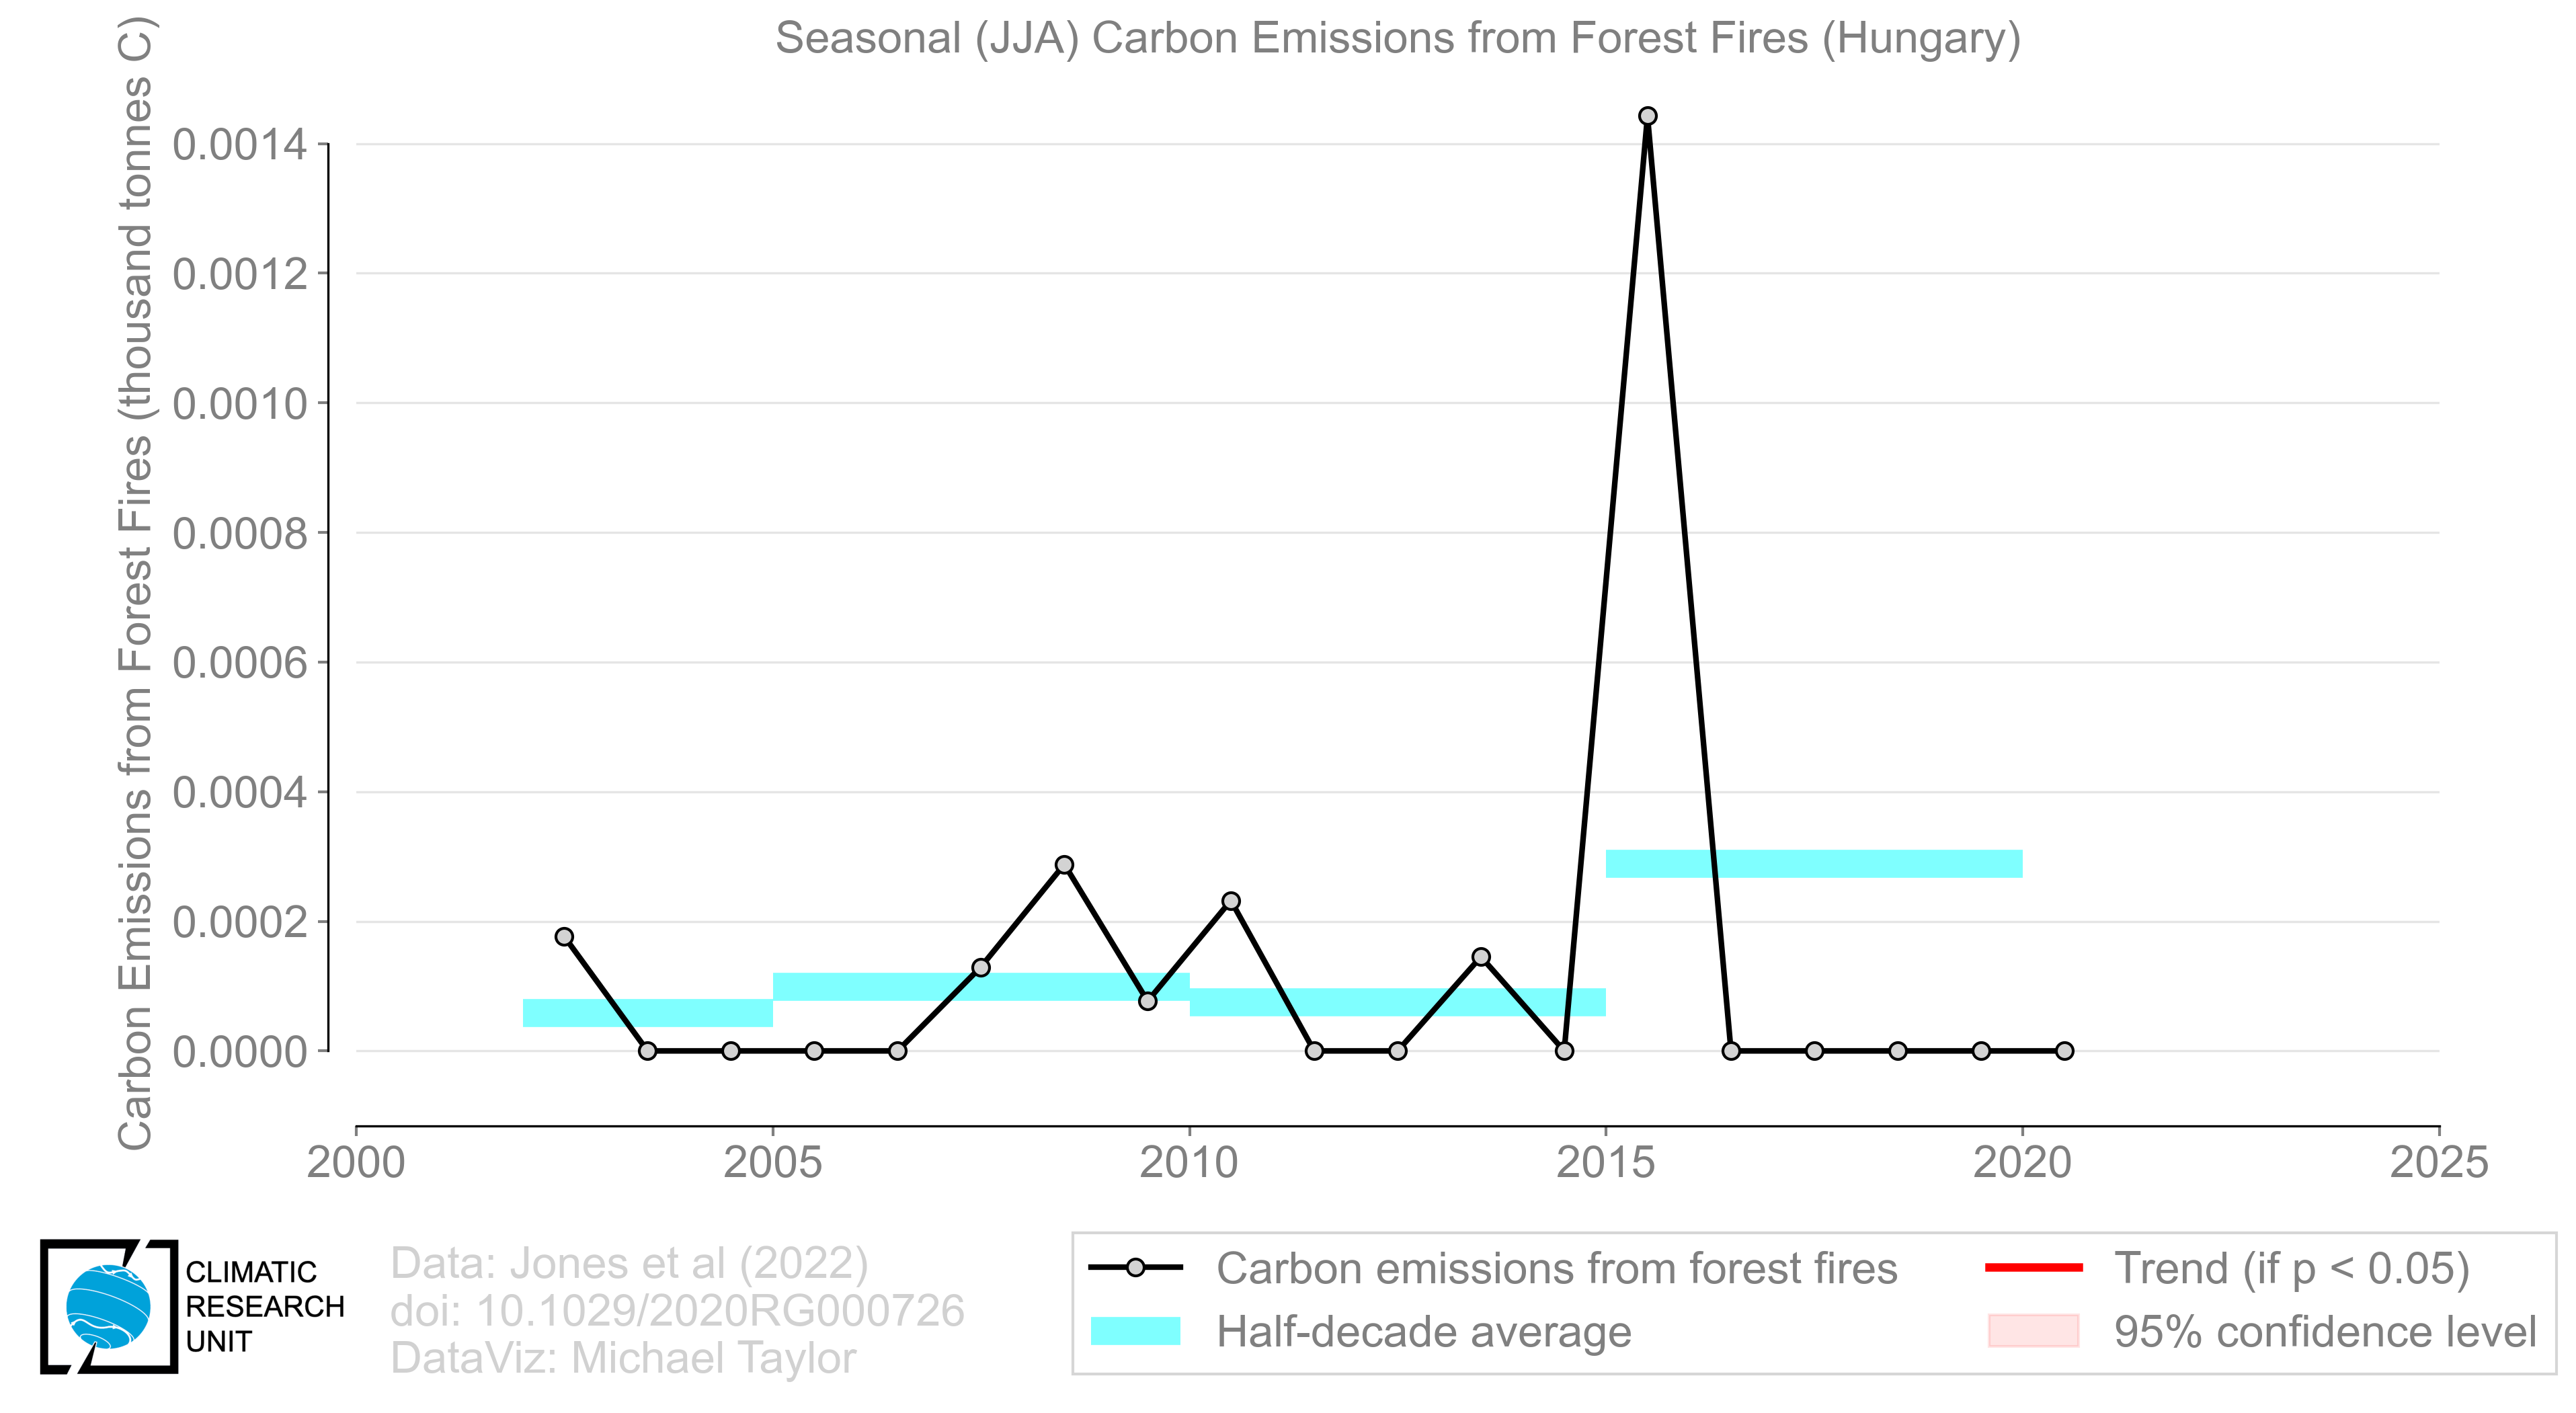 Seasonal (JJA) Carbon Emissions from Forest Fires (Hungary)
Carbon Emissions from Forest Fires (thousand tonnes C)
0.0014
0.0012
0.0010
0.0008
0.0006
0.0004
0.0002
0.0000
2000
2005
2010
2015
2020
2025
CLIMATIC
RESEARCH
UNIT
Data: Jones et al (2022)
doi: 10.1029/2020RG000726
DataViz: Michael Taylor
Carbon emissions from forest fires
Half-decade average
Trend (if p < 0.05)
95% confidence level